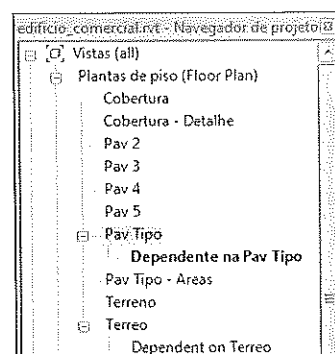 edificio_comercial.rvt - Navegador de projeto
Vistas (all)
Plantas de piso (Floor Plan)
Cobertura
Cobertura - Detalhe
Pav 2
Pav 3
Pav 4
Pav 5
Pav Tipo
Dependente na Pav Tipo
Pav Tipo - Areas
Terreno
Terreo
Dependent on Terreo